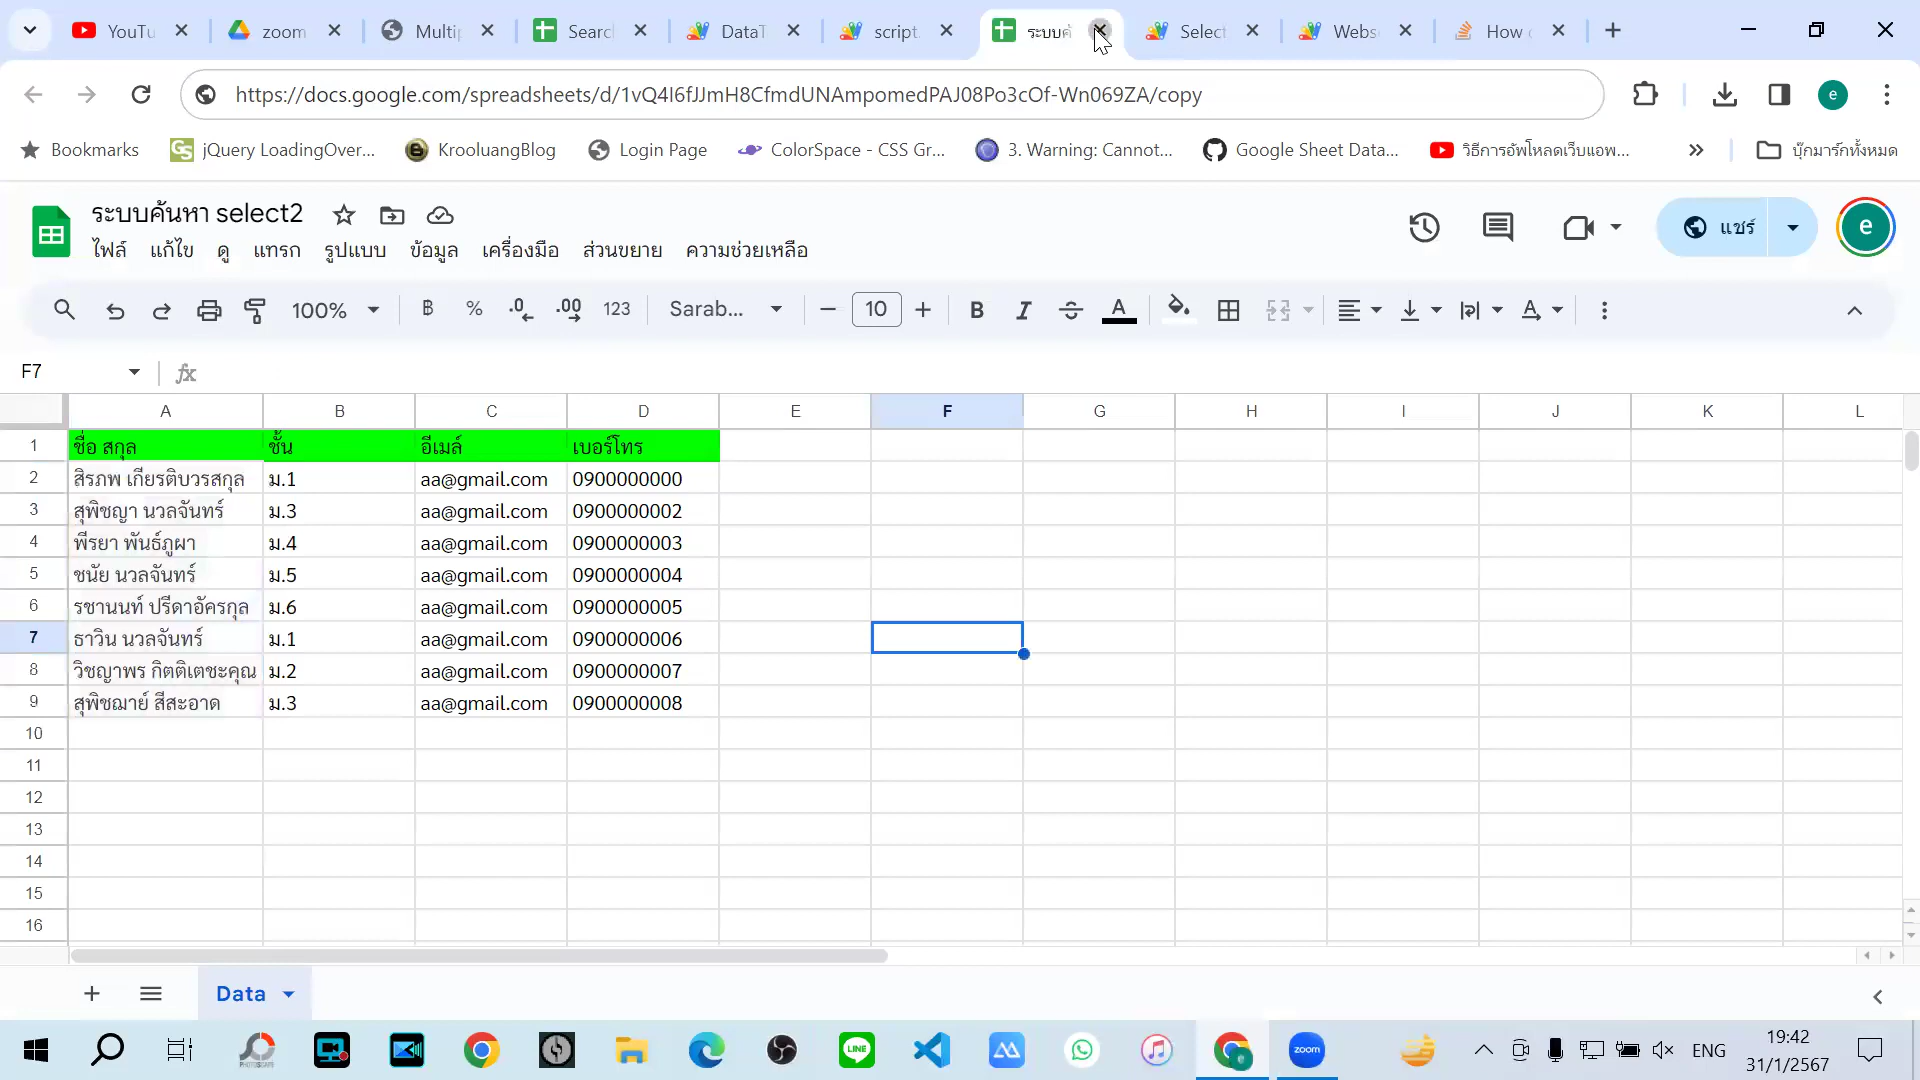 YouTu
zoom
Multi
Searc
DataT
script.
ระบบค้
Select
Webs
How
https://docs.google.com/spreadsheets/d/1vQ4I6fJJmH8CfmdUNAmpomedPAJ08Po3cOf-Wn069ZA/copy
e
Bookmarks
jQuery LoadingOver...
KrooluangBlog
Login Page
ColorSpace - CSS Gr...
3. Warning: Cannot...
Google Sheet Data...
วิธีการอัพโหลดเว็บแอพ...
บุ๊กมาร์กทั้งหมด
ระบบค้นหา select2
ไฟล์ แก้ไข ดู แทรก รูปแบบ ข้อมูล เครื่องมือ ส่วนขยาย ความช่วยเหลือ
แชร์
e
100% ฿ % .0 .00 123 Sarab... 10 B I A
F7 fx
A B C D E F G H I J K L
1 ชื่อ สกุล ชั้น อีเมล์ เบอร์โทร
2 สิรภพ เกียรติบวรสกุล ม.1 aa@gmail.com 0900000000
3 สุพิชญา นวลจันทร์ ม.3 aa@gmail.com 0900000002
4 พีรยา พันธ์ภูผา ม.4 aa@gmail.com 0900000003
5 ชนัย นวลจันทร์ ม.5 aa@gmail.com 0900000004
6 รชานนท์ ปรีดาอัครกุล ม.6 aa@gmail.com 0900000005
7 ธาวิน นวลจันทร์ ม.1 aa@gmail.com 0900000006
8 วิชญาพร กิตติเตชะคุณ ม.2 aa@gmail.com 0900000007
9 สุพิชฌาย์ สีสะอาด ม.3 aa@gmail.com 0900000008
10
11
12
13
14
15
16
Data
LINE
zoom
ENG
19:42
31/1/2567